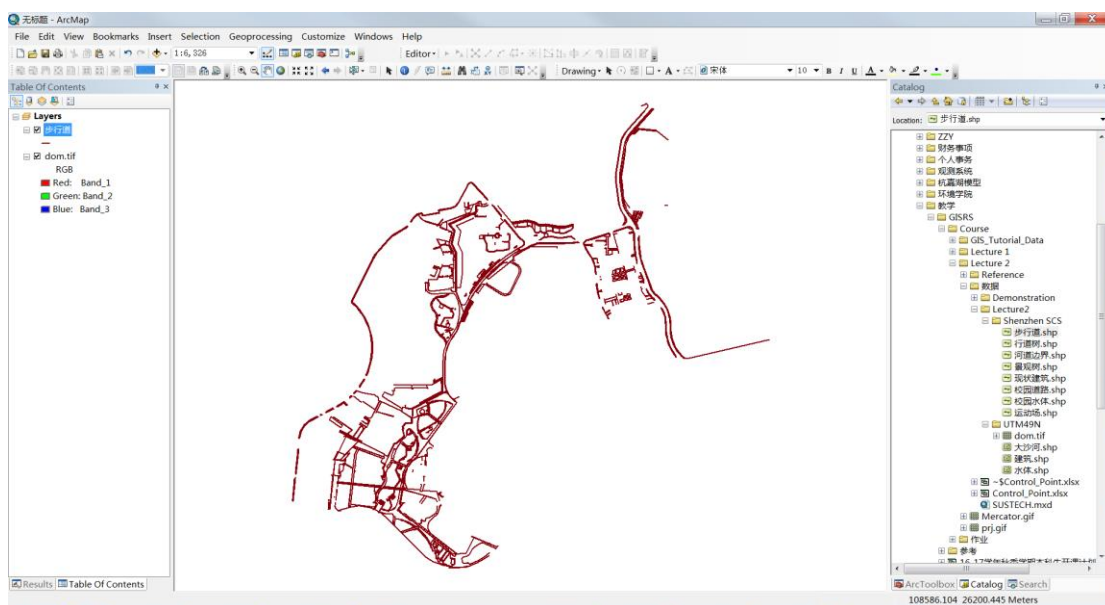 无标题 - ArcMap
File Edit View Bookmarks Insert Selection Geoprocessing Customize Windows Help
1:6,326
Editor
Drawing
宋体
10
B I U A
Table Of Contents
Layers
步行道
dom.tif
RGB
Red: Band_1
Green: Band_2
Blue: Band_3
Results
Table Of Contents
Catalog
Location: 步行道.shp
ZZY
财务事项
个人事务
观测系统
杭嘉湖模型
环境学院
教学
GISRS
Course
GIS_Tutorial_Data
Lecture 1
Lecture 2
Reference
数据
Demonstration
Lecture2
Shenzhen SCS
步行道.shp
行道树.shp
河道边界.shp
景观树.shp
现状建筑.shp
校园道路.shp
校园水体.shp
运动场.shp
UTM49N
dom.tif
大沙河.shp
建筑.shp
水体.shp
~$Control_Point.xlsx
Control_Point.xlsx
SUSTECH.mxd
Mercator.gif
prj.gif
作业
参考
ArcToolbox
Catalog
Search
108586.104 26200.445 Meters